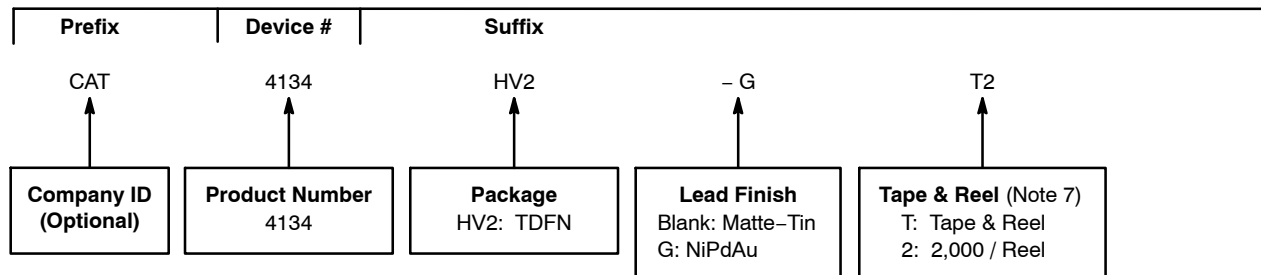 Prefix Device # Suffix
CAT 4134 HV2 – G T2
Company ID
(Optional)
Product Number
4134
Package
HV2: TDFN
Lead Finish
Blank: Matte−Tin
G: NiPdAu
Tape & Reel (Note 7)
T: Tape & Reel
2: 2,000 / Reel